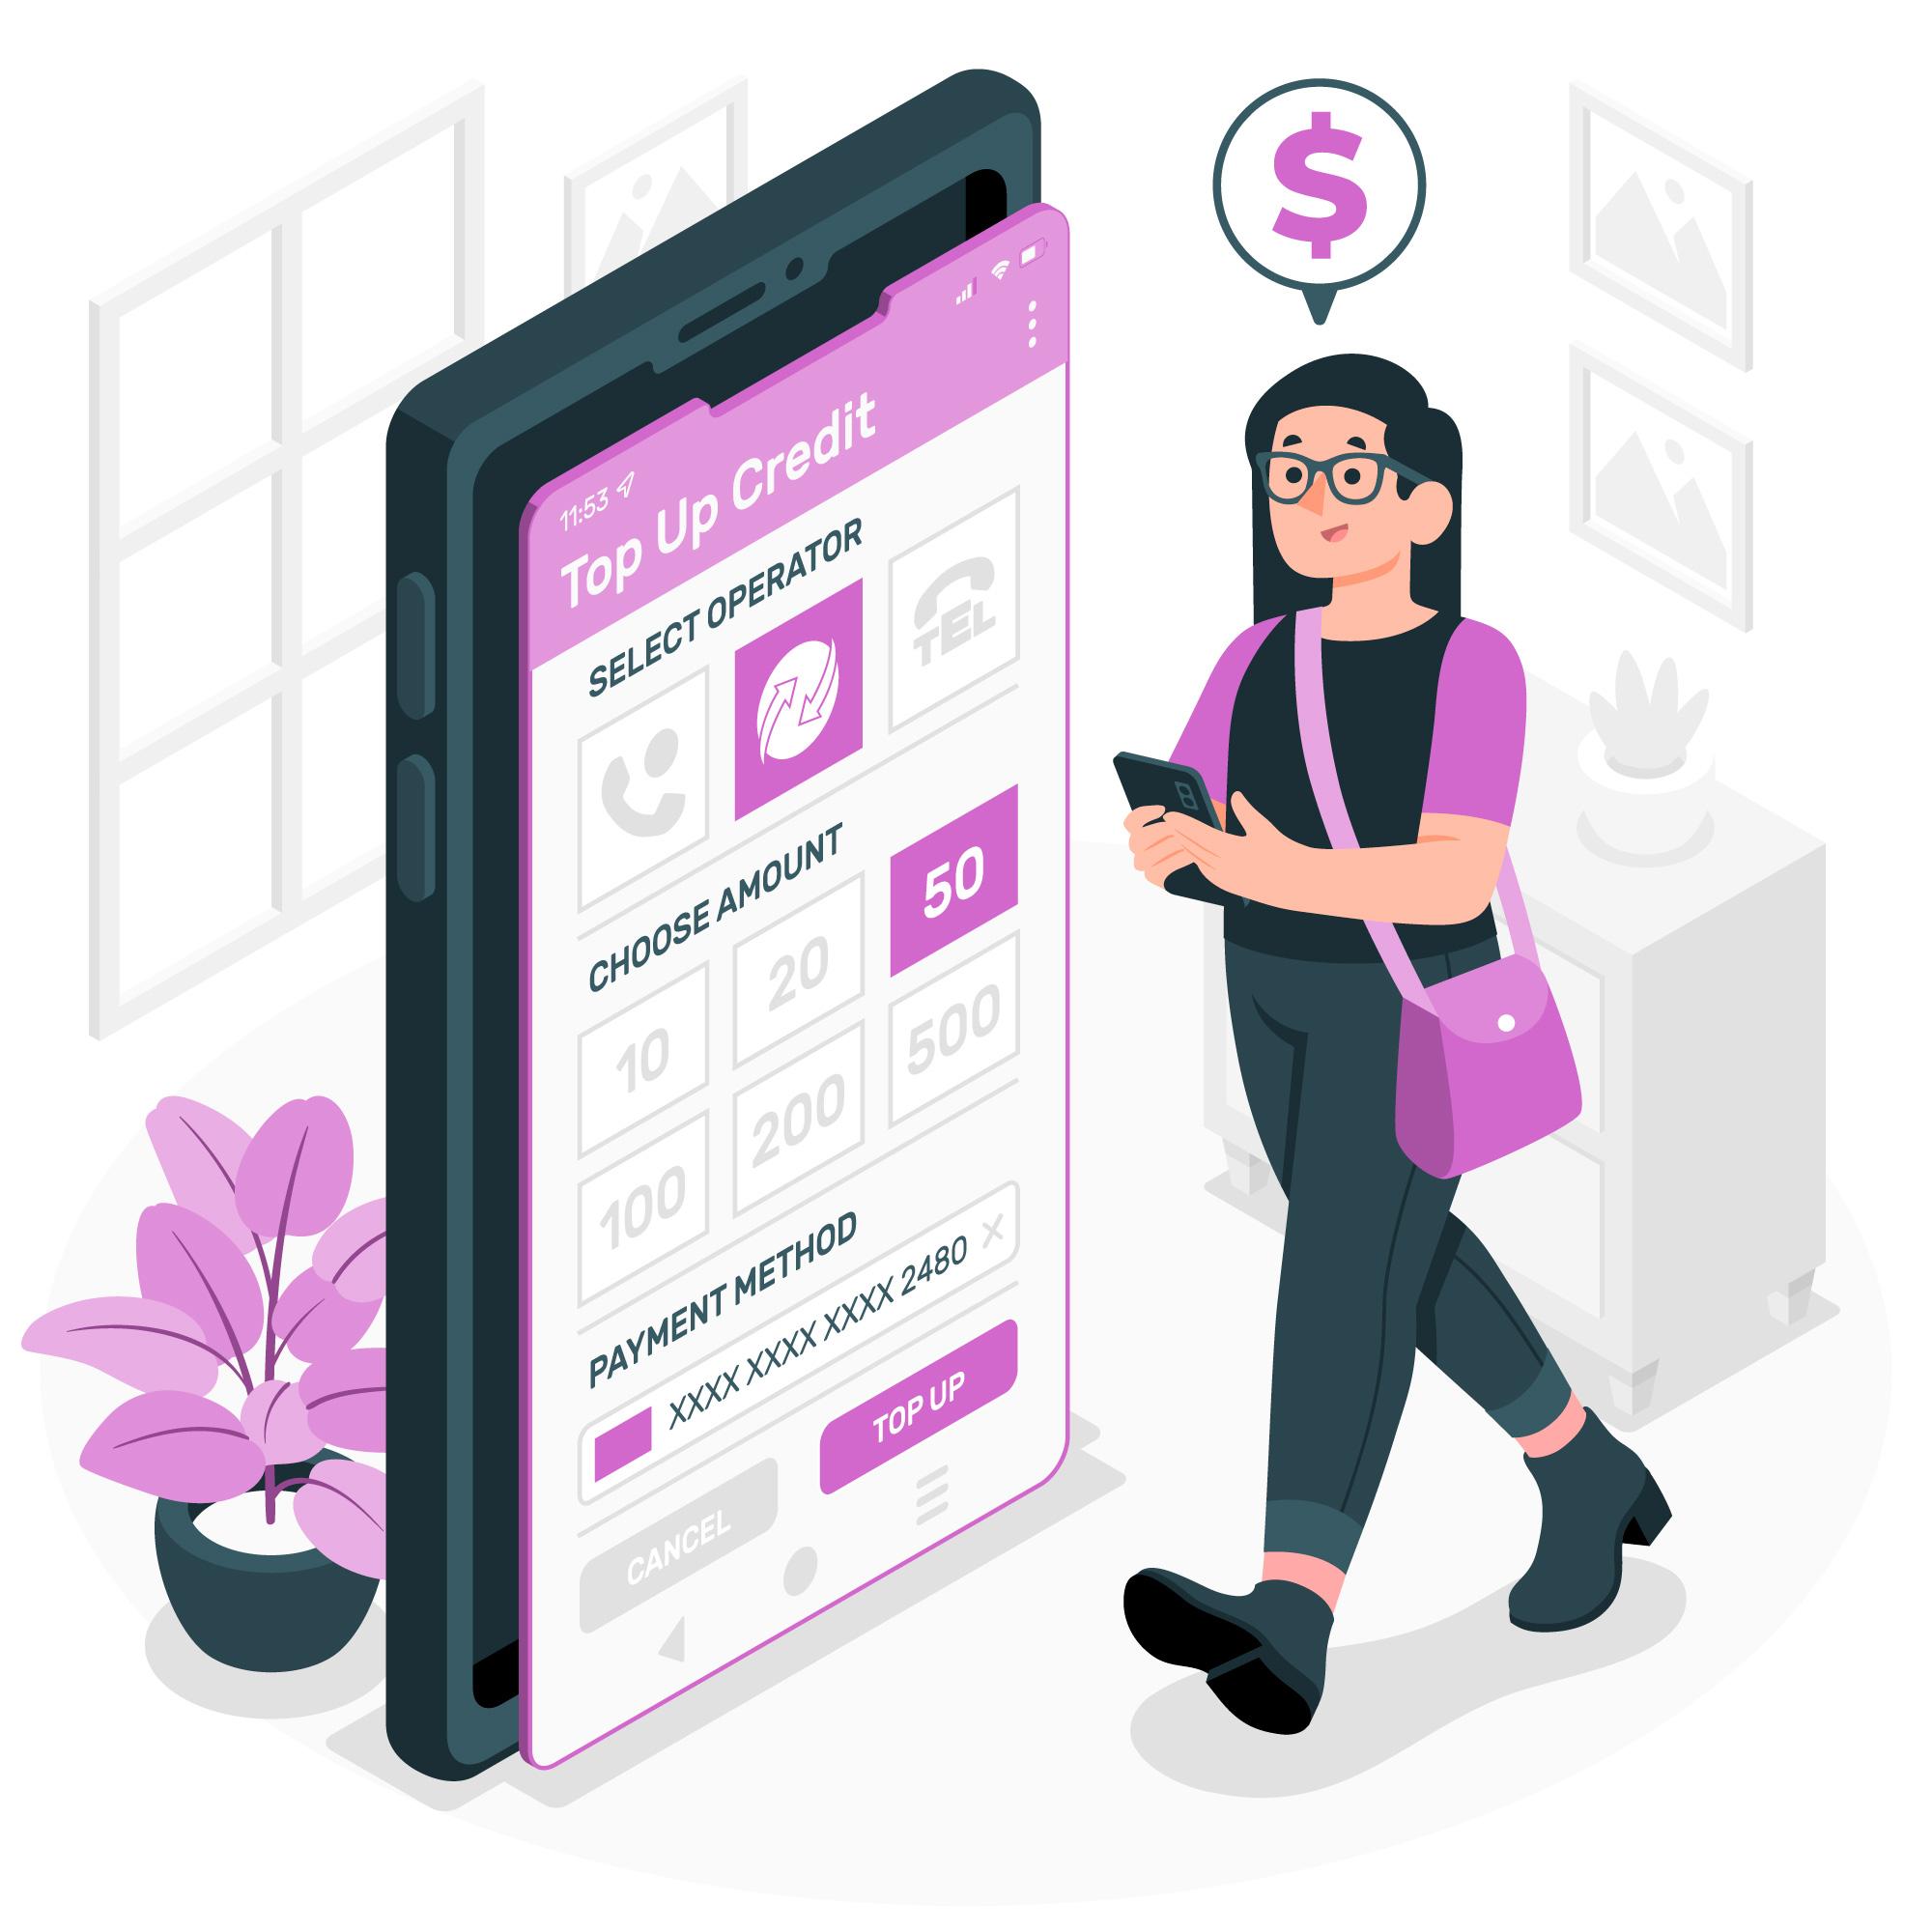 $
11:53
Top Up Credit
SELECT OPERATOR
TEL
CHOOSE AMOUNT
10 20 50
100 200 500
PAYMENT METHOD
XXXX XXXX XXXX 2480 ×
CANCEL TOP UP